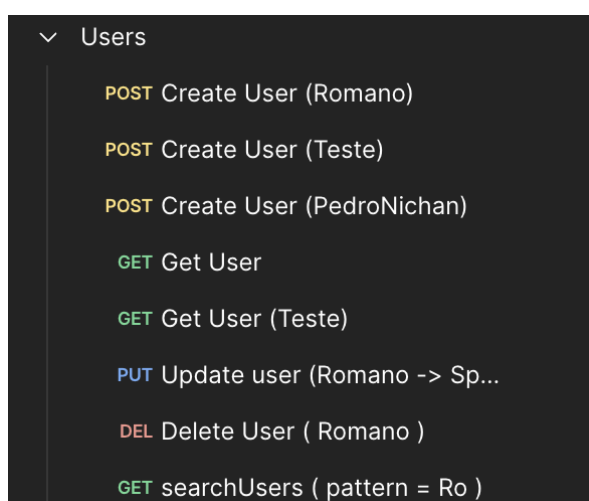 Users
POST Create User (Romano)
POST Create User (Teste)
POST Create User (PedroNichan)
GET Get User
GET Get User (Teste)
PUT Update user (Romano -> Sp...
DEL Delete User ( Romano )
GET searchUsers ( pattern = Ro )